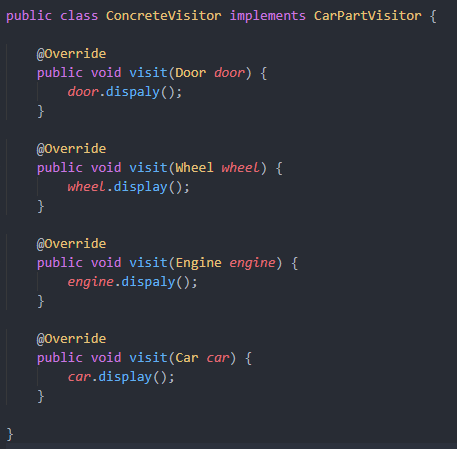 public class ConcreteVisitor implements CarPartVisitor {
@Override
public void visit(Door door) {
door.dispaly();
}
@Override
public void visit(Wheel wheel) {
wheel.display();
}
@Override
public void visit(Engine engine) {
engine.dispaly();
}
@Override
public void visit(Car car) {
car.display();
}
}